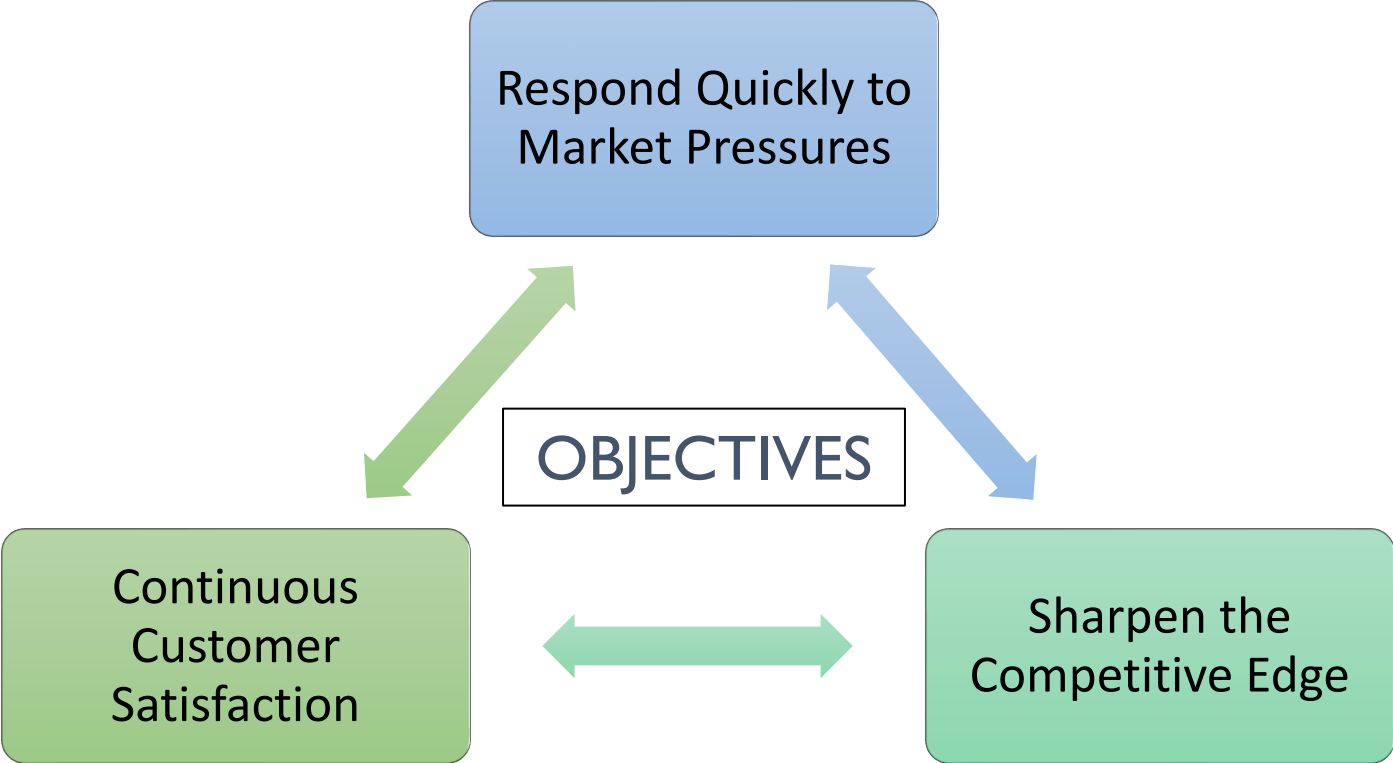 Respond Quickly to
Market Pressures
OBJECTIVES
Continuous
Customer
Satisfaction
Sharpen the
Competitive Edge